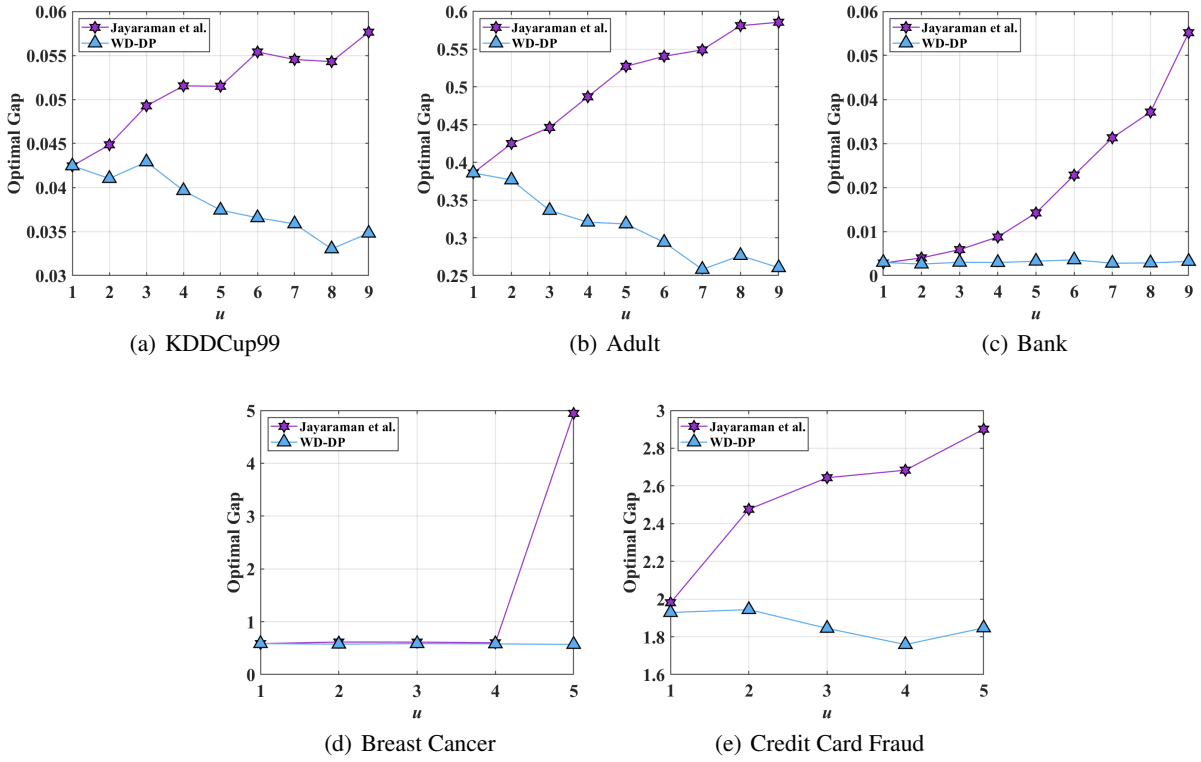 Jayaraman et al.
WD-DP
Optimal Gap
0.06
0.055
0.05
0.045
0.04
0.035
0.03
1 2 3 4 5 6 7 8 9
u
(a) KDDCup99
Jayaraman et al.
WD-DP
Optimal Gap
0.6
0.55
0.5
0.45
0.4
0.35
0.3
0.25
1 2 3 4 5 6 7 8 9
u
(b) Adult
Jayaraman et al.
WD-DP
Optimal Gap
0.06
0.05
0.04
0.03
0.02
0.01
0
1 2 3 4 5 6 7 8 9
u
(c) Bank
Jayaraman et al.
WD-DP
Optimal Gap
5
4
3
2
1
0
1 2 3 4 5
u
(d) Breast Cancer
Jayaraman et al.
WD-DP
Optimal Gap
3
2.8
2.6
2.4
2.2
2
1.8
1.6
1 2 3 4 5
u
(e) Credit Card Fraud